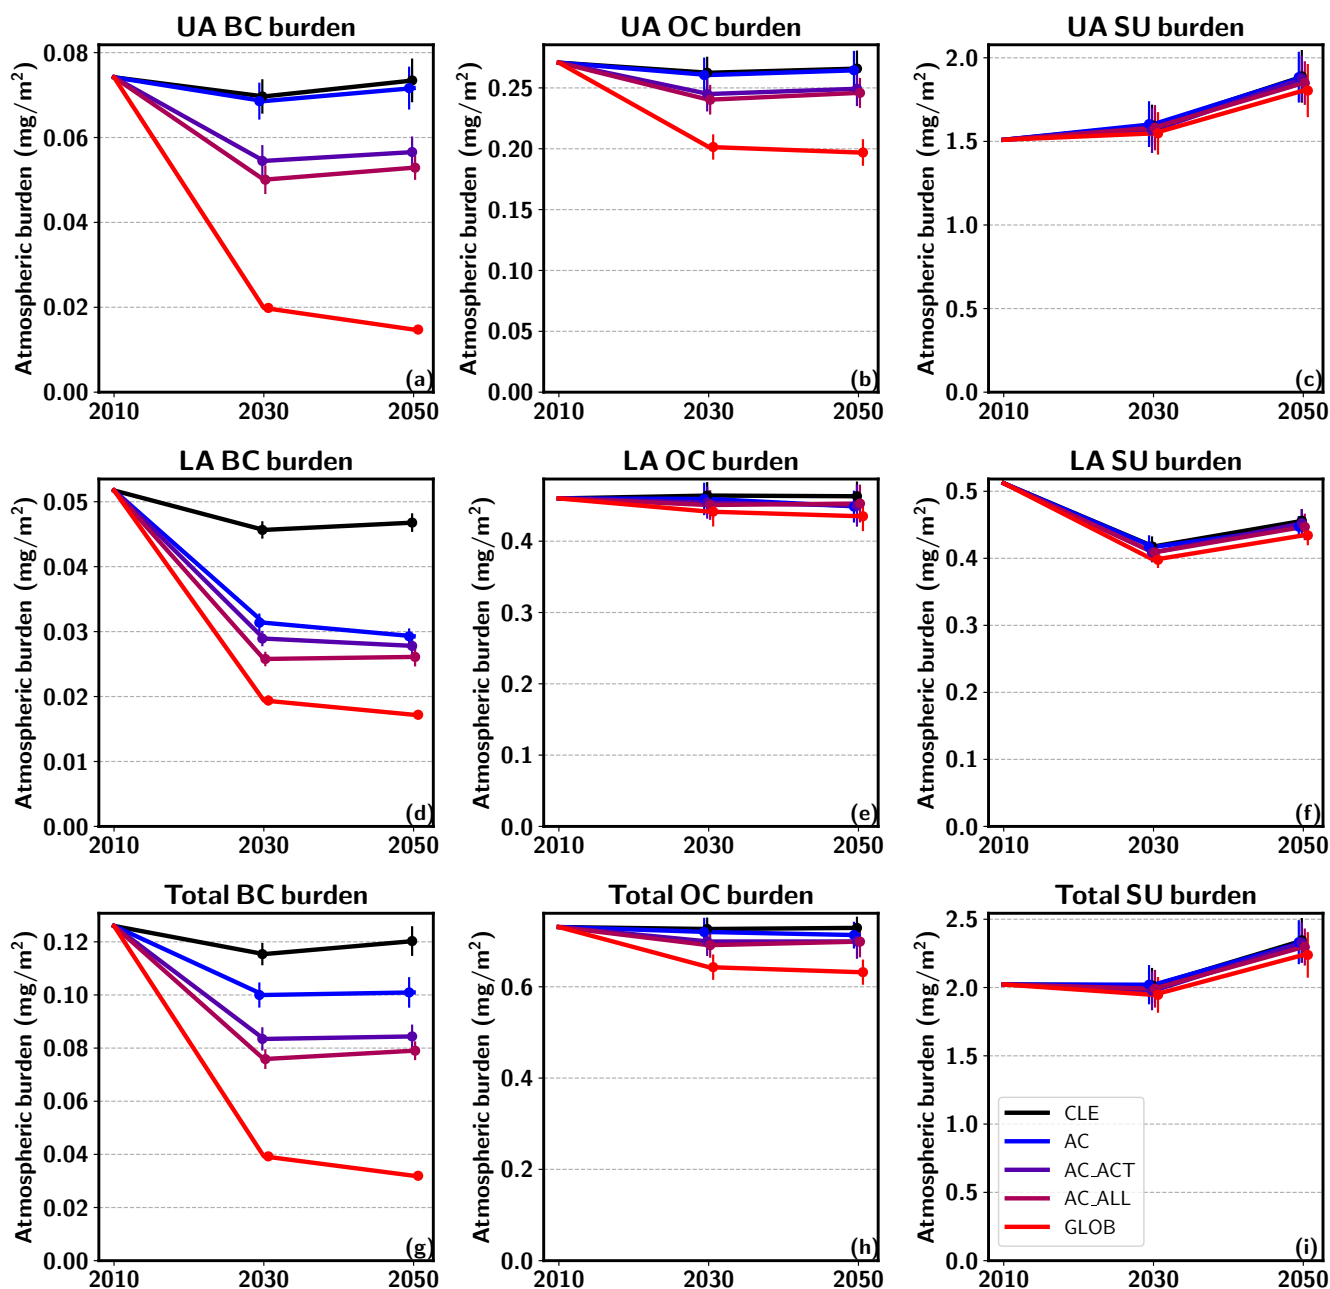 UA BC burden
UA OC burden
UA SU burden
Atmospheric burden (mg/m²)
0.08
0.06
0.04
0.02
0.00
2010 2030 2050
(a)
Atmospheric burden (mg/m²)
0.25
0.20
0.15
0.10
0.05
0.00
2010 2030 2050
(b)
Atmospheric burden (mg/m²)
2.0
1.5
1.0
0.5
0.0
2010 2030 2050
(c)
LA BC burden
LA OC burden
LA SU burden
Atmospheric burden (mg/m²)
0.05
0.04
0.03
0.02
0.01
0.00
2010 2030 2050
(d)
Atmospheric burden (mg/m²)
0.4
0.3
0.2
0.1
0.0
2010 2030 2050
(e)
Atmospheric burden (mg/m²)
0.5
0.4
0.3
0.2
0.1
0.0
2010 2030 2050
(f)
Total BC burden
Total OC burden
Total SU burden
Atmospheric burden (mg/m²)
0.12
0.10
0.08
0.06
0.04
0.02
0.00
2010 2030 2050
(g)
Atmospheric burden (mg/m²)
0.6
0.4
0.2
0.0
2010 2030 2050
(h)
Atmospheric burden (mg/m²)
2.5
2.0
1.5
1.0
0.5
0.0
2010 2030 2050
(i)
CLE
AC
AC_ACT
AC_ALL
GLOB